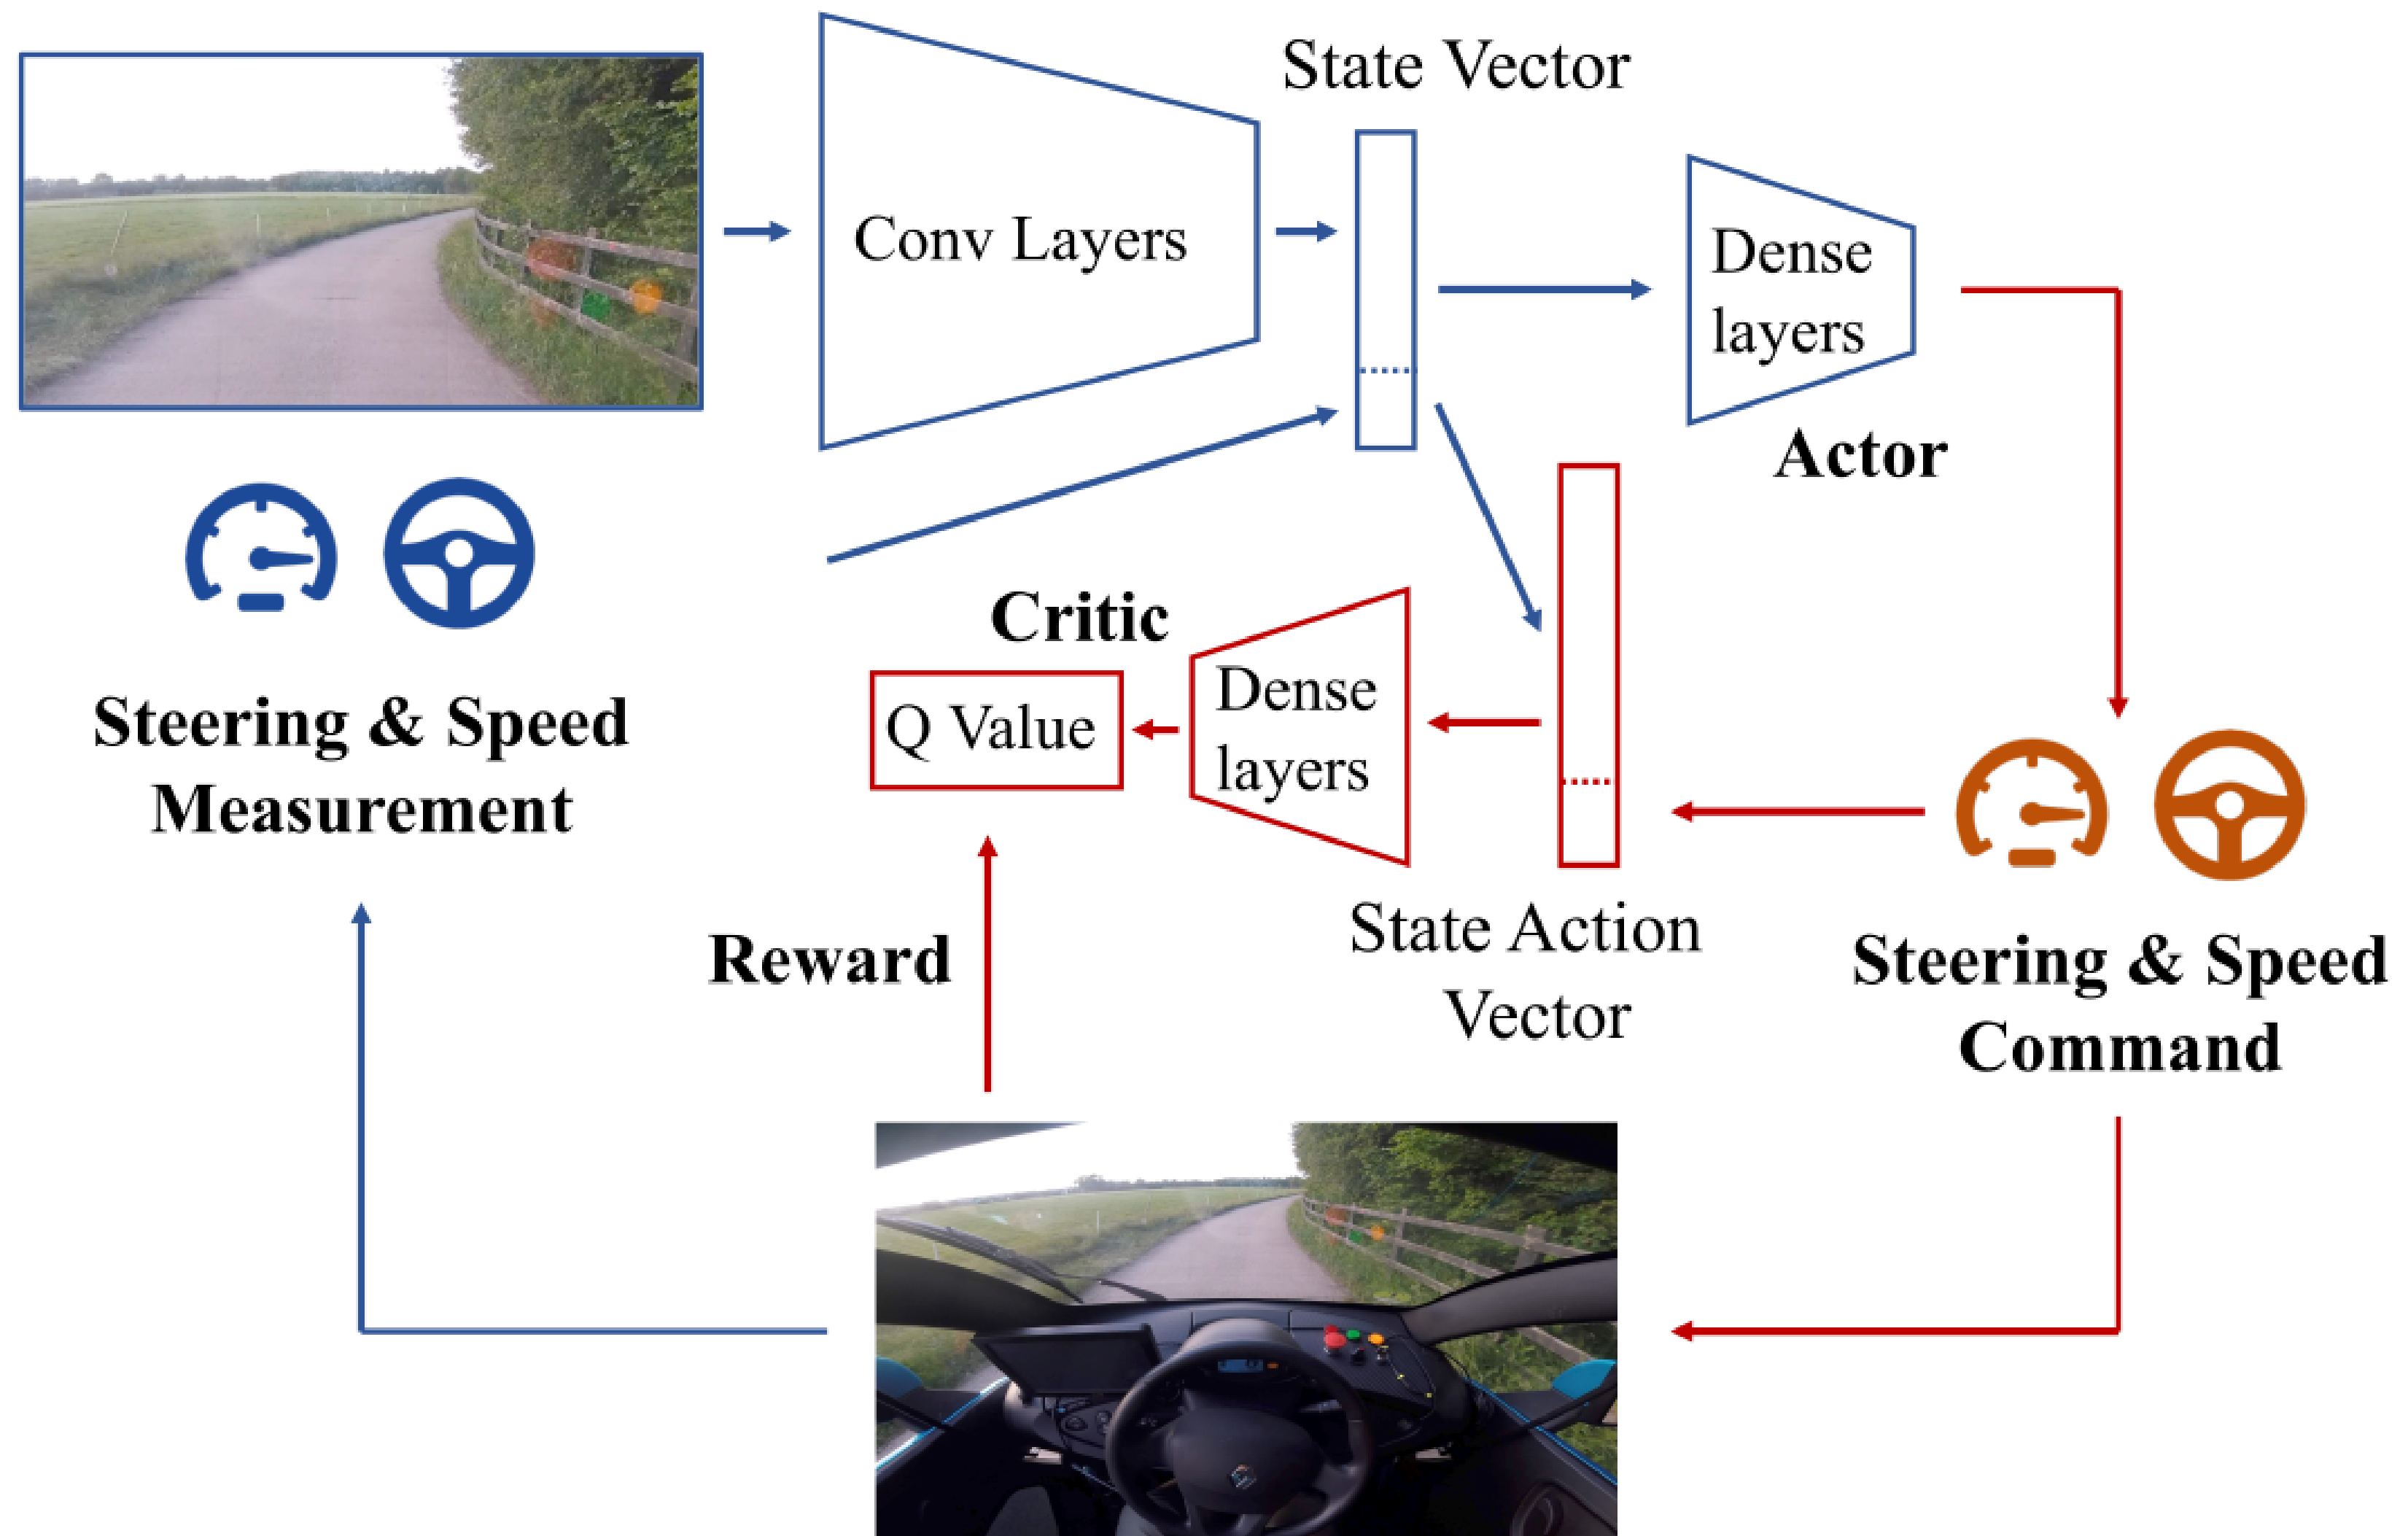 State Vector
Conv Layers
Dense
layers
Actor
Critic
Q Value
Dense
layers
Steering & Speed
Measurement
Reward
State Action
Vector
Steering & Speed
Command